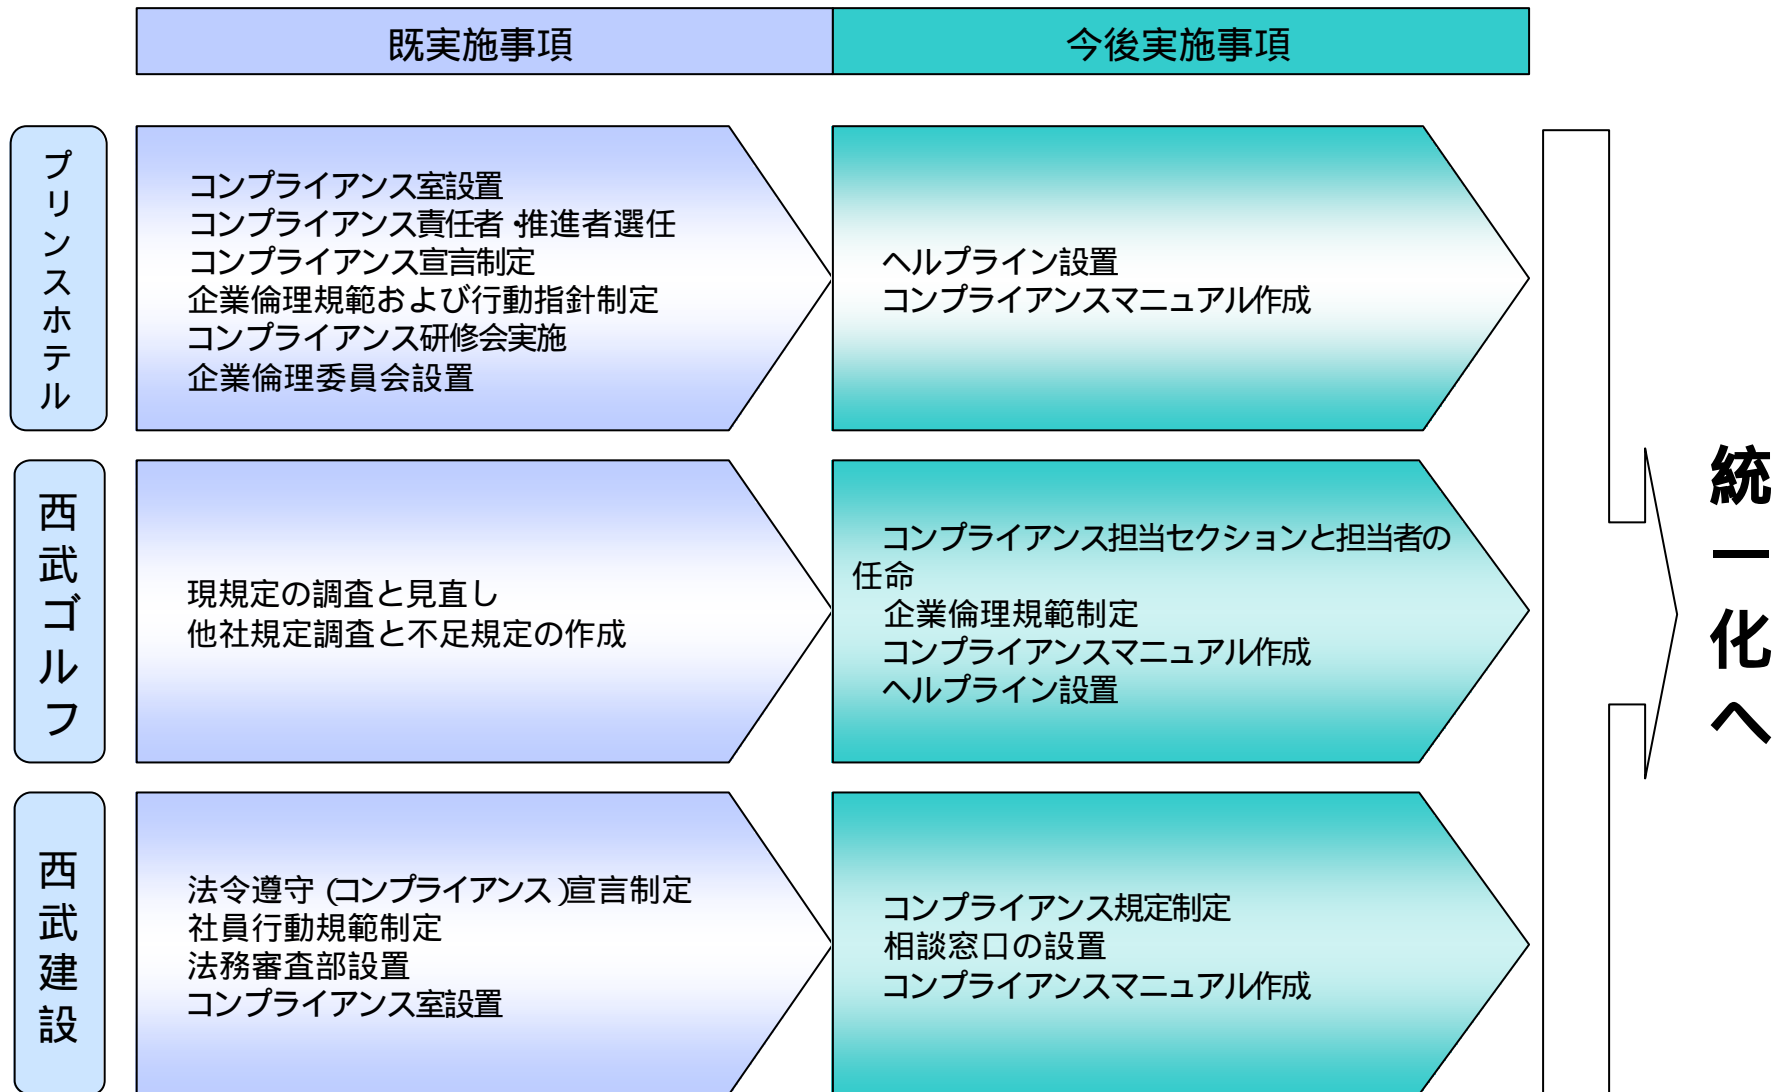 既実施事項
今後実施事項
プリンスホテル
コンプライアンス室設置
コンプライアンス責任者・推進者選任
コンプライアンス宣言制定
企業倫理規範および行動指針制定
コンプライアンス研修会実施
企業倫理委員会設置
ヘルプライン設置
コンプライアンスマニュアル作成
西武ゴルフ
現規定の調査と見直し
他社規定調査と不足規定の作成
コンプライアンス担当セクションと担当者の
任命
企業倫理規範制定
コンプライアンスマニュアル作成
ヘルプライン設置
西武建設
法令遵守(コンプライアンス)宣言制定
社員行動規範制定
法務審査部設置
コンプライアンス室設置
コンプライアンス規定制定
相談窓口の設置
コンプライアンスマニュアル作成
統一化へ